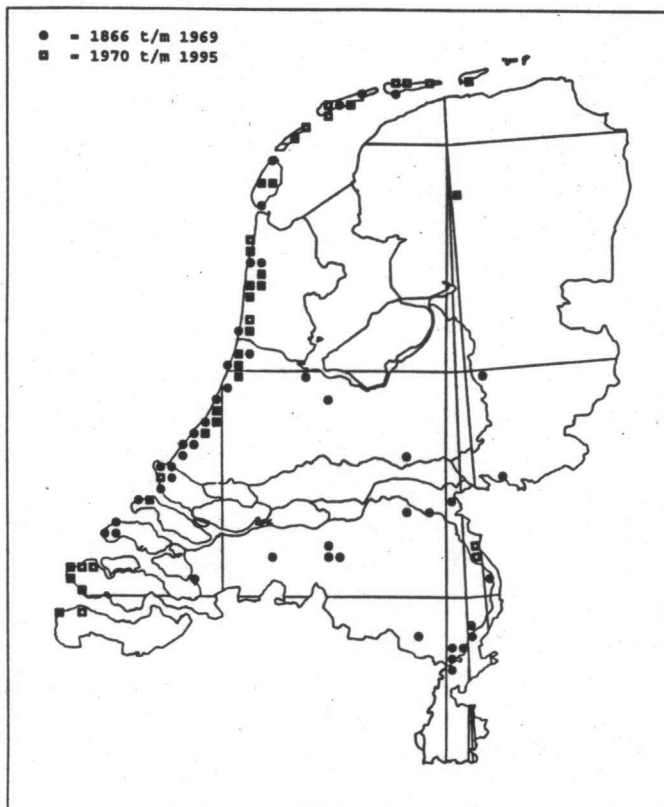 ● = 1866 t/m 1969
◘ = 1970 t/m 1995